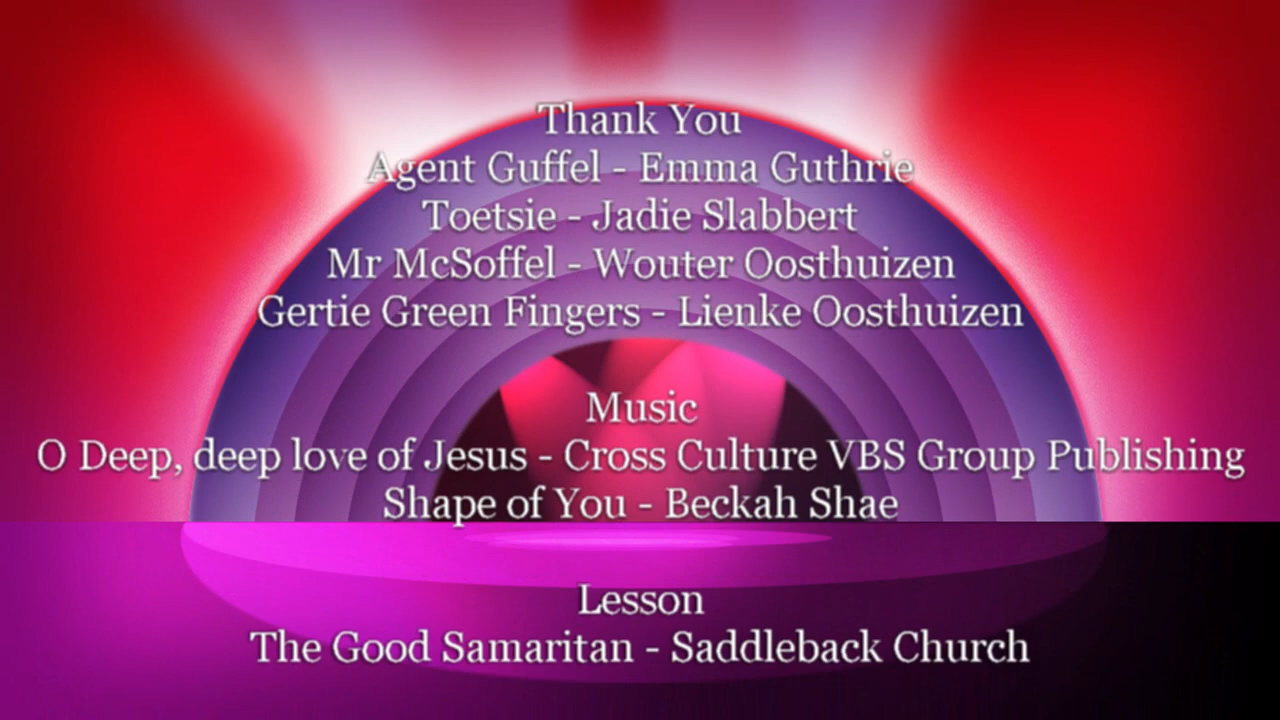 Thank You
Agent Guffel - Emma Guthrie
Toetsie - Jadie Slabbert
Mr McSoffel - Wouter Oosthuizen
Gertie Green Fingers - Lienke Oosthuizen
Music
O Deep, deep love of Jesus - Cross Culture VBS Group Publishing
Shape of You - Beckah Shae
Lesson
The Good Samaritan - Saddleback Church